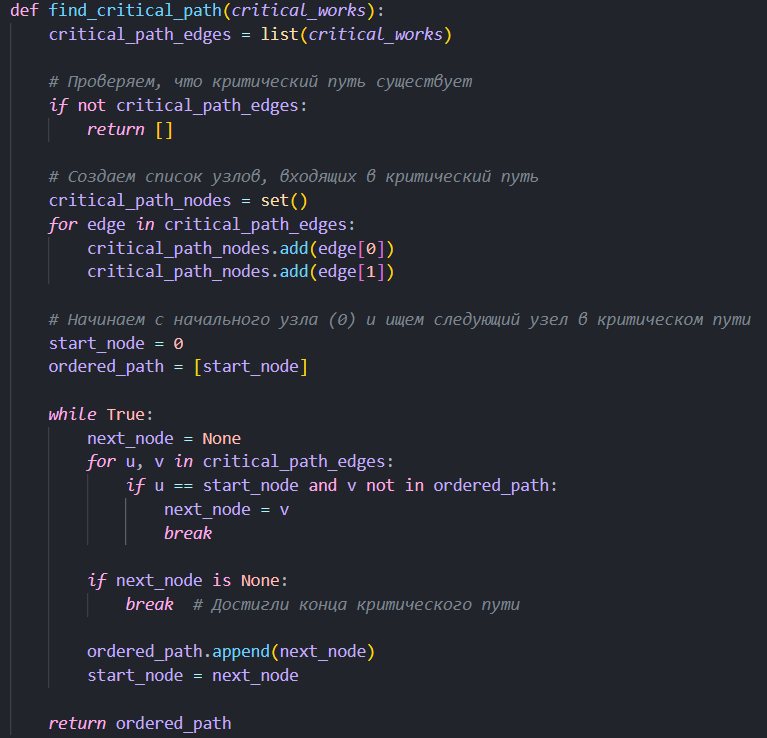 def find_critical_path(critical_works):
    critical_path_edges = list(critical_works)

    # Проверяем, что критический путь существует
    if not critical_path_edges:
        return []

    # Создаем список узлов, входящих в критический путь
    critical_path_nodes = set()
    for edge in critical_path_edges:
        critical_path_nodes.add(edge[0])
        critical_path_nodes.add(edge[1])

    # Начинаем с начального узла (0) и ищем следующий узел в критическом пути
    start_node = 0
    ordered_path = [start_node]

    while True:
        next_node = None
        for u, v in critical_path_edges:
            if u == start_node and v not in ordered_path:
                next_node = v
                break

        if next_node is None:
            break  # Достигли конца критического пути

        ordered_path.append(next_node)
        start_node = next_node

    return ordered_path